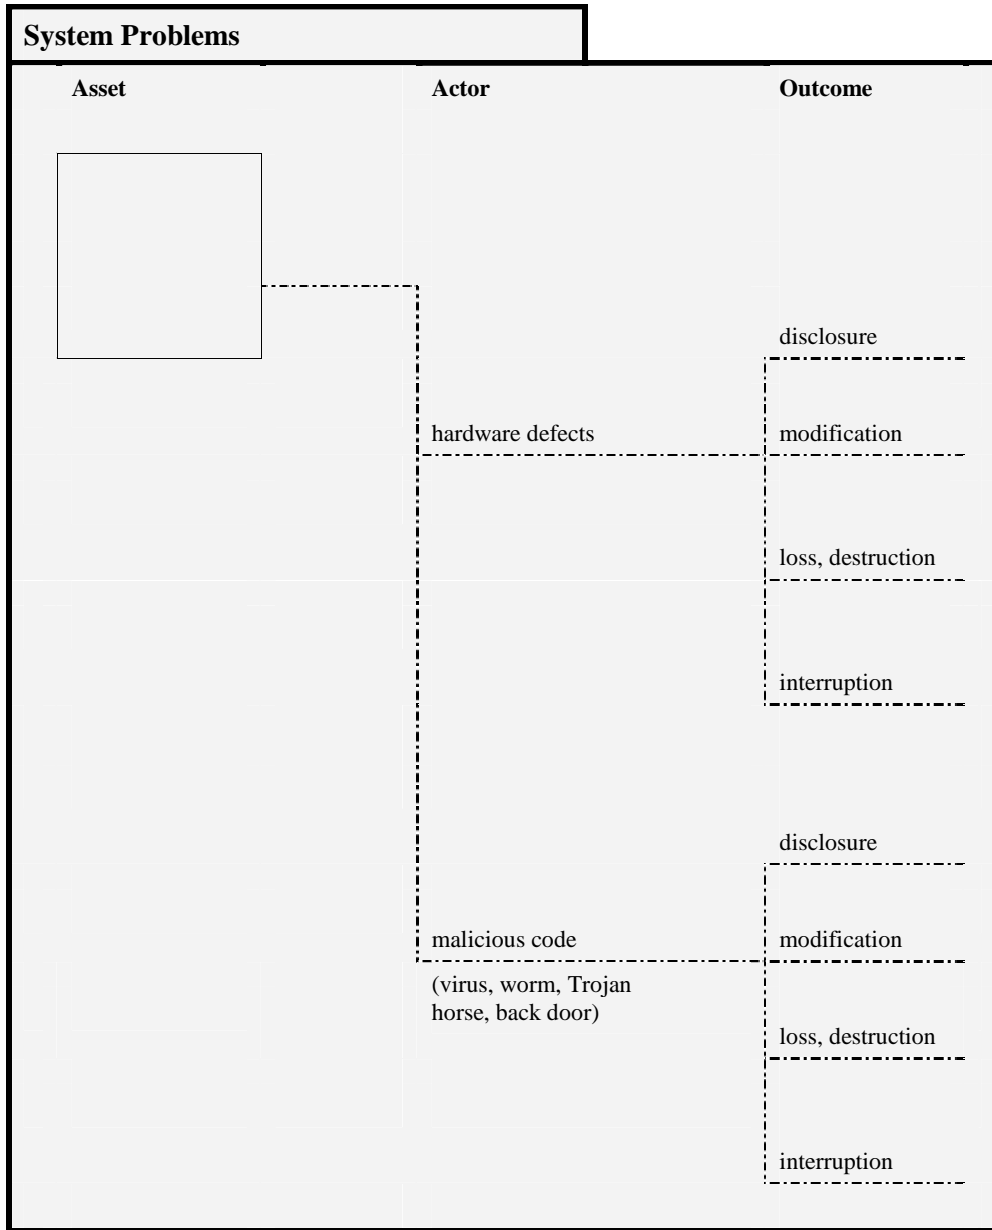 System Problems
Asset Actor Outcome
disclosure
hardware defects modification
loss, destruction
interruption
disclosure
malicious code modification
(virus, worm, Trojan
horse, back door)
loss, destruction
interruption